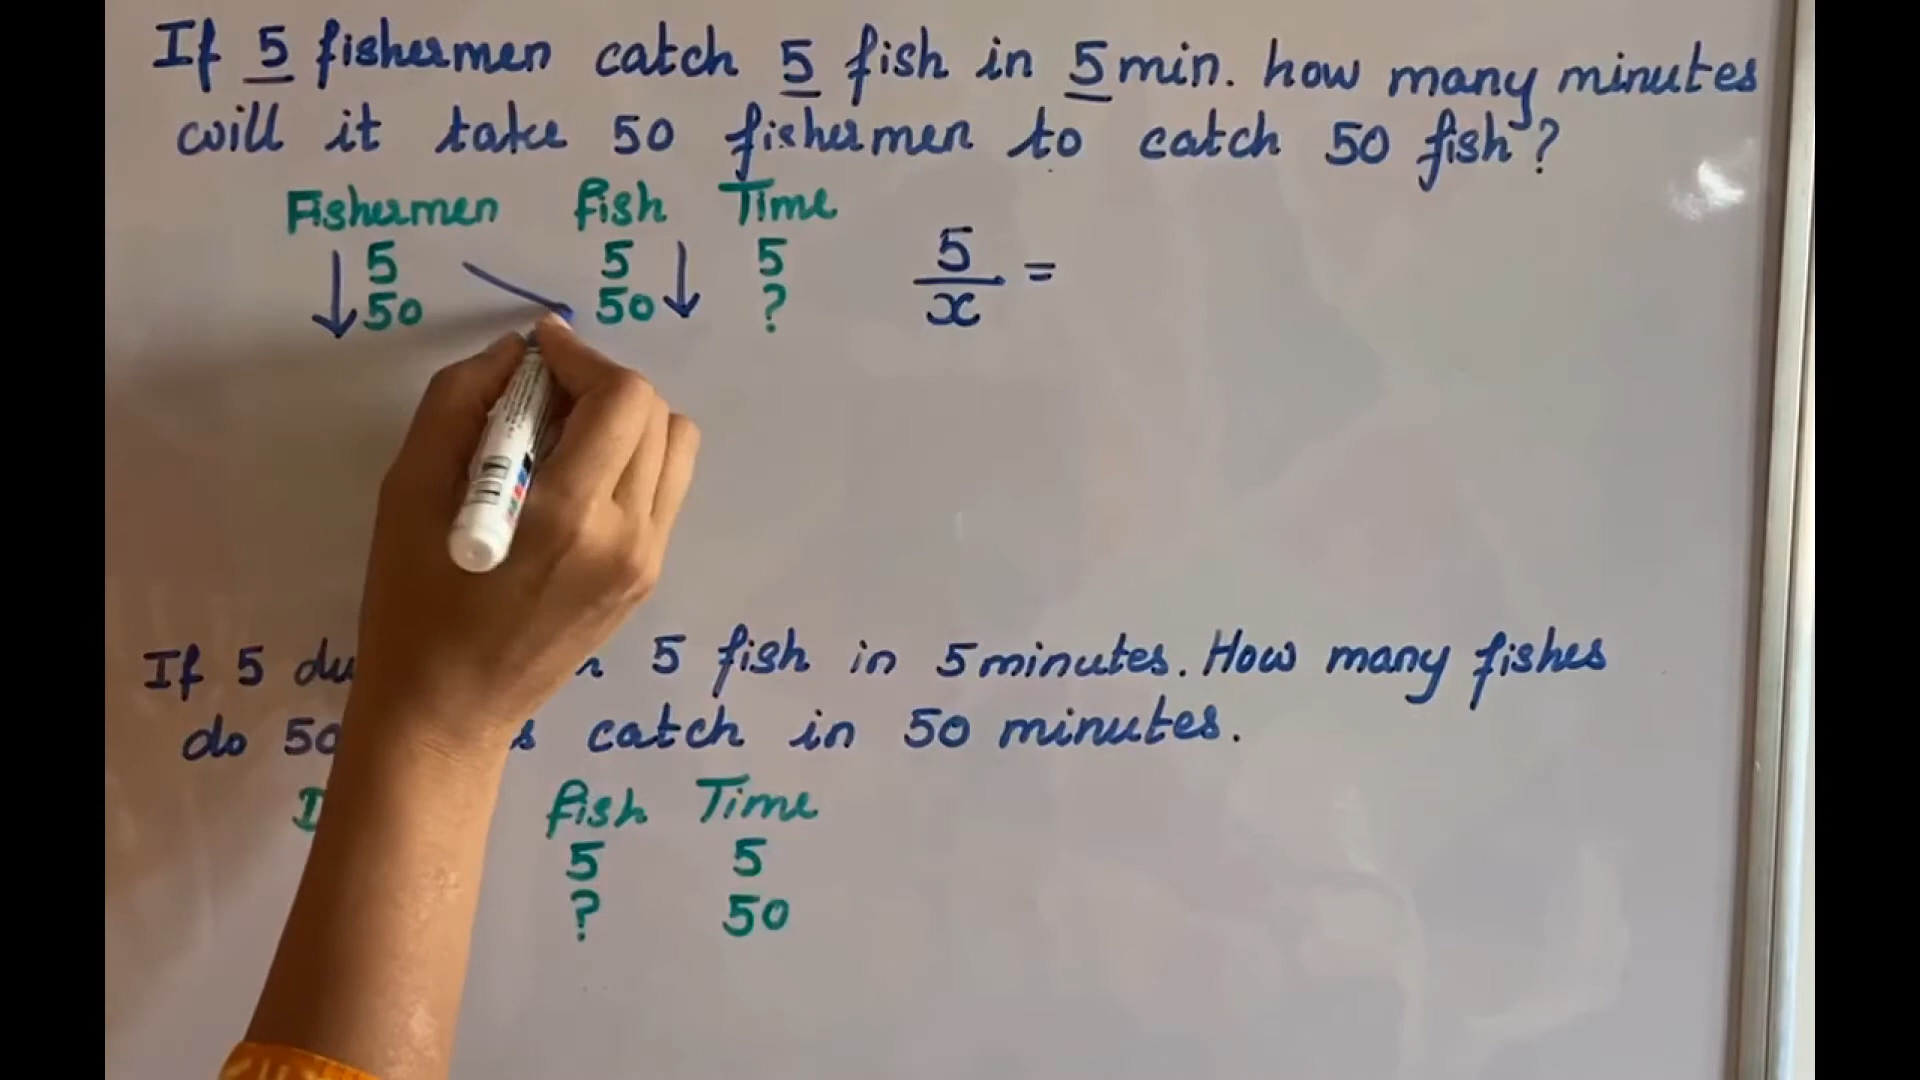 If 5 fishermen catch 5 fish in 5 min. how many minutes
will it take 50 fishermen to catch 50 fish?
Fishermen fish Time
5 5 5
50 50 ?
5/x =
If 5 5 fish in 5 minutes. How many fishes
do catch in 50 minutes.
fish Time
5 5
? 50